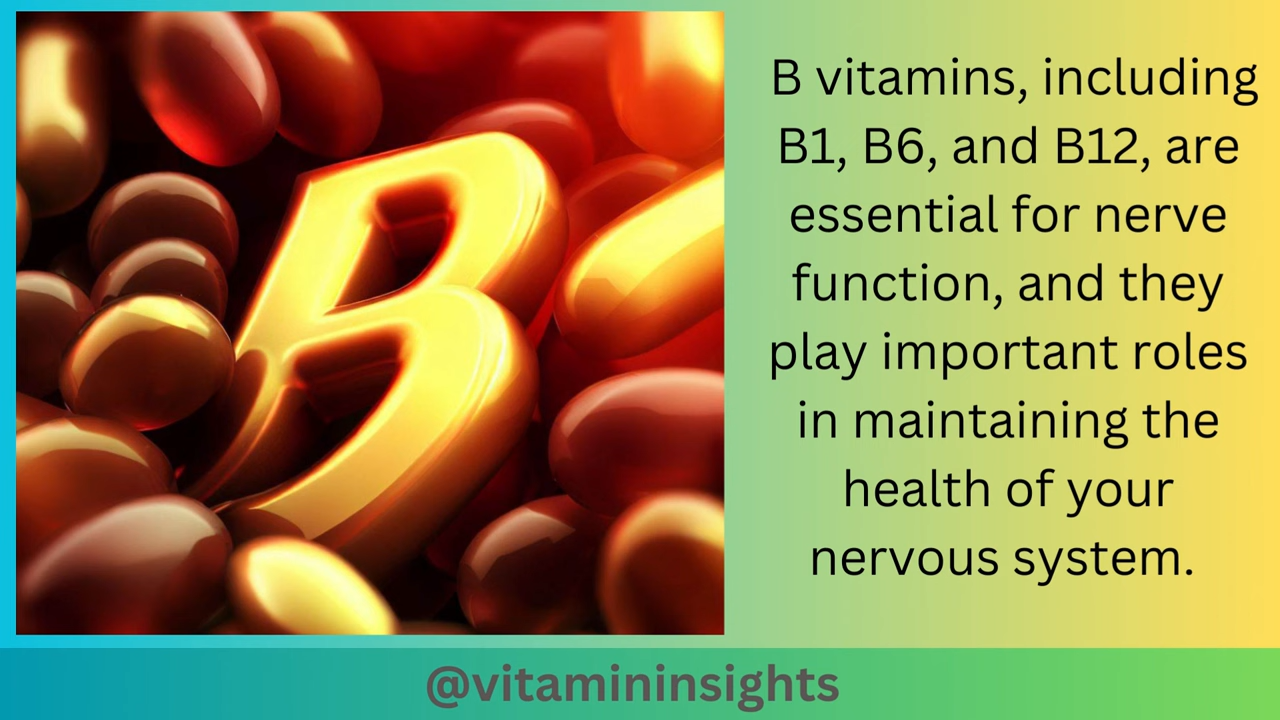 B
B vitamins, including
B1, B6, and B12, are
essential for nerve
function, and they
play important roles
in maintaining the
health of your
nervous system.
@vitamininsights